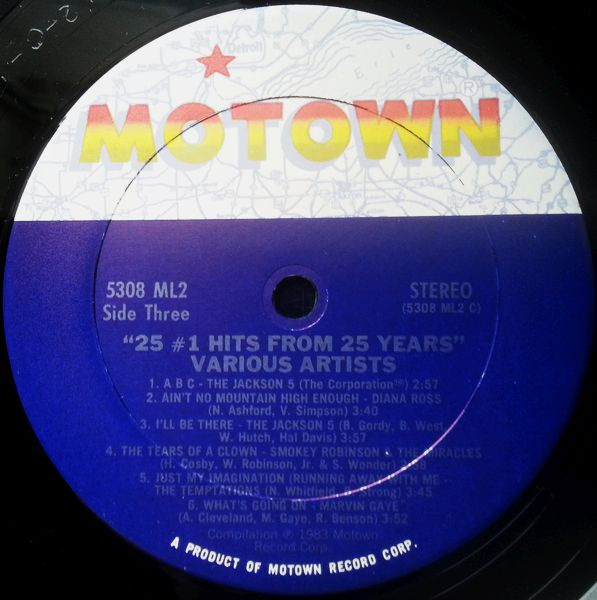 2-C-
Detroit
Erie
MOTOWN®
5308 ML2
Side Three
STEREO
(5308 ML2 C)
"25 #1 HITS FROM 25 YEARS"
VARIOUS ARTISTS
1. A B C - THE JACKSON 5 (The Corporation™) 2:57
2. AIN'T NO MOUNTAIN HIGH ENOUGH - DIANA ROSS
(N. Ashford, V. Simpson) 3:40
3. I'LL BE THERE - THE JACKSON 5 (B. Gordy, B. West,
W. Hutch, Hal Davis) 3:57
4. THE TEARS OF A CLOWN - SMOKEY ROBINSON & THE MIRACLES
(H. Cosby, W. Robinson, Jr. & S. Wonder)
5. JUST MY IMAGINATION (RUNNING AWAY WITH ME -
THE TEMPTATIONS (N. Whitfield, B. Strong) 3:45
6. WHAT'S GOING ON - MARVIN GAYE
(A. Cleveland, M. Gaye, R. Benson) 3:52
Compilation ℗ 1983 Motown
Record Corp.
A PRODUCT OF MOTOWN RECORD CORP.